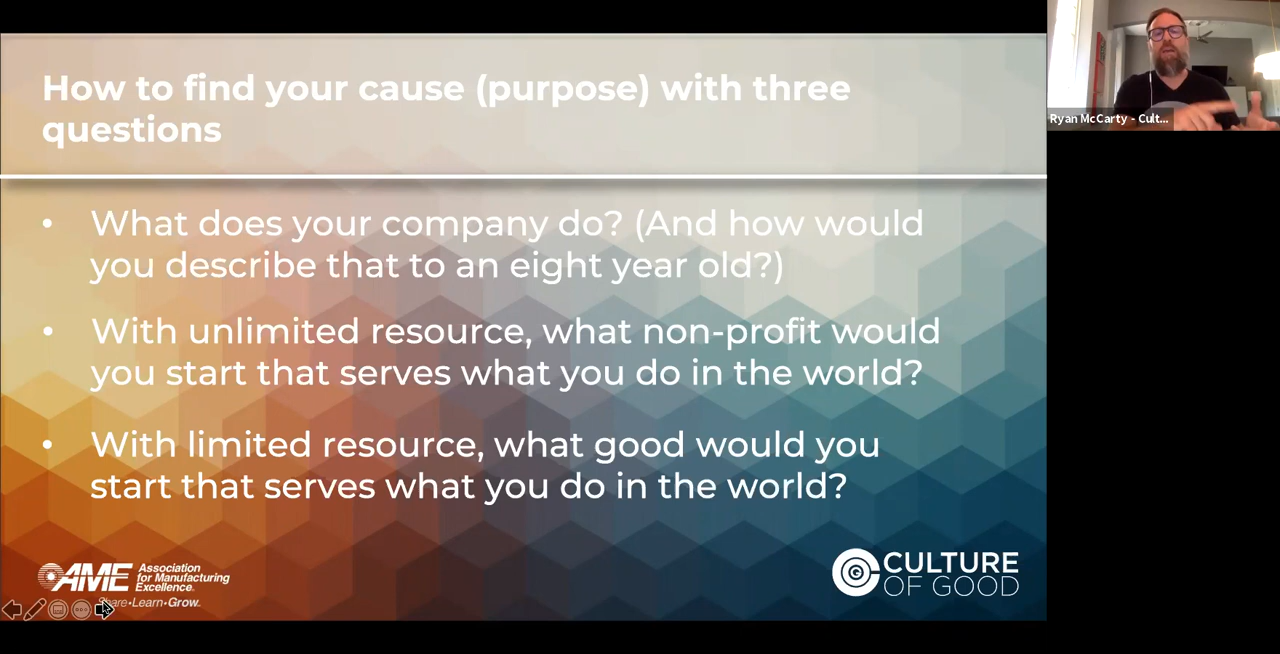 How to find your cause (purpose) with three
questions
• What does your company do? (And how would
you describe that to an eight year old?)
• With unlimited resource, what non-profit would
you start that serves what you do in the world?
• With limited resource, what good would you
start that serves what you do in the world?
AME
Association
for Manufacturing
Excellence.
Share•Learn•Grow.
CULTURE
OF GOOD
Ryan McCarty - Cult...